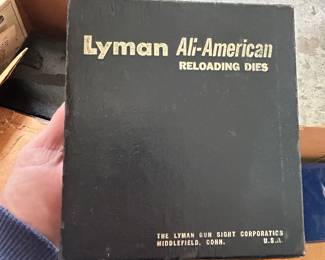 Lyman All-American
RELOADING DIES
THE LYMAN GUN SIGHT CORPORATION
MIDDLEFIELD, CONN. U.S.A.